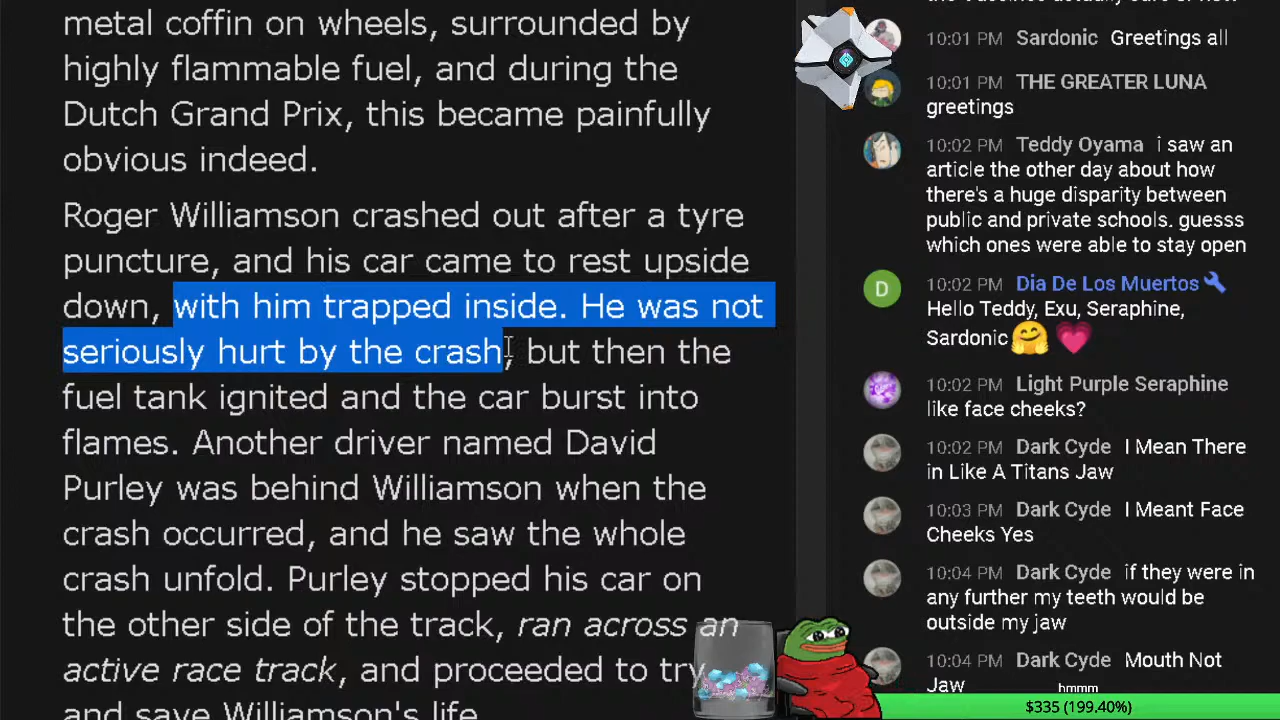 metal coffin on wheels, surrounded by
highly flammable fuel, and during the
Dutch Grand Prix, this became painfully
obvious indeed.
Roger Williamson crashed out after a tyre
puncture, and his car came to rest upside
down, with him trapped inside. He was not
seriously hurt by the crash, but then the
fuel tank ignited and the car burst into
flames. Another driver named David
Purley was behind Williamson when the
crash occurred, and he saw the whole
crash unfold. Purley stopped his car on
the other side of the track, ran across an
active race track, and proceeded to try
and save Williamson's life
10:01 PM Sardonic Greetings all
10:01 PM THE GREATER LUNA
greetings
10:02 PM Teddy Oyama i saw an
article the other day about how
there's a huge disparity between
public and private schools. guesss
which ones were able to stay open
D
10:02 PM Dia De Los Muertos
Hello Teddy, Exu, Seraphine,
Sardonic
10:02 PM Light Purple Seraphine
like face cheeks?
10:02 PM Dark Cyde I Mean There
in Like A Titans Jaw
10:03 PM Dark Cyde I Meant Face
Cheeks Yes
10:04 PM Dark Cyde if they were in
any further my teeth would be
outside my jaw
10:04 PM Dark Cyde Mouth Not
Jaw
hmmm
$335 (199.40%)